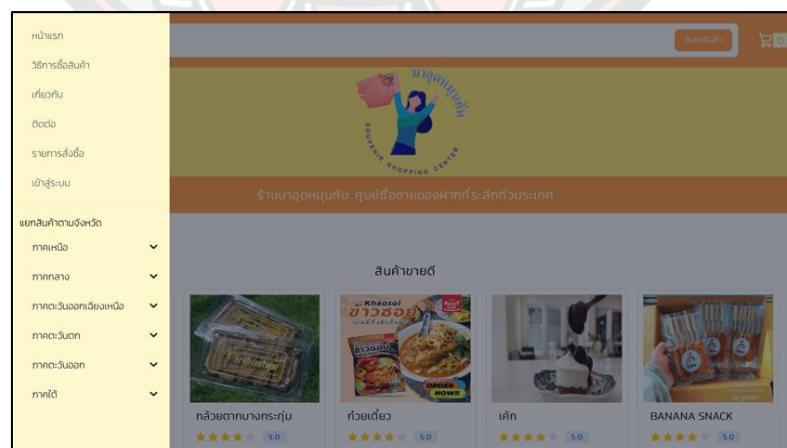 หน้าแรก
วิธีการซื้อสินค้า
เกี่ยวกับ
ติดต่อ
รายการสั่งซื้อ
เข้าสู่ระบบ
แยกสินค้าตามจังหวัด
ภาคเหนือ
ภาคกลาง
ภาคตะวันออกเฉียงเหนือ
ภาคตะวันตก
ภาคตะวันออก
ภาคใต้
ค้นหาสินค้า
0
มาอุดหนุนกัน
SOUVENIR SHOPPING CENTER
ร้านมาอุดหนุนกัน: ศูนย์ซื้อขายของฝากที่ระลึกทั่วประเทศ
สินค้าขายดี
Khaosoi
ข้าวซอย
ข้าวซอย
ORDER
NOW!!
กล้วยตากบางกระทุ่ม
ก๋วยเตี๋ยว
เค้ก
BANANA SNACK
5.0
5.0
5.0
5.0